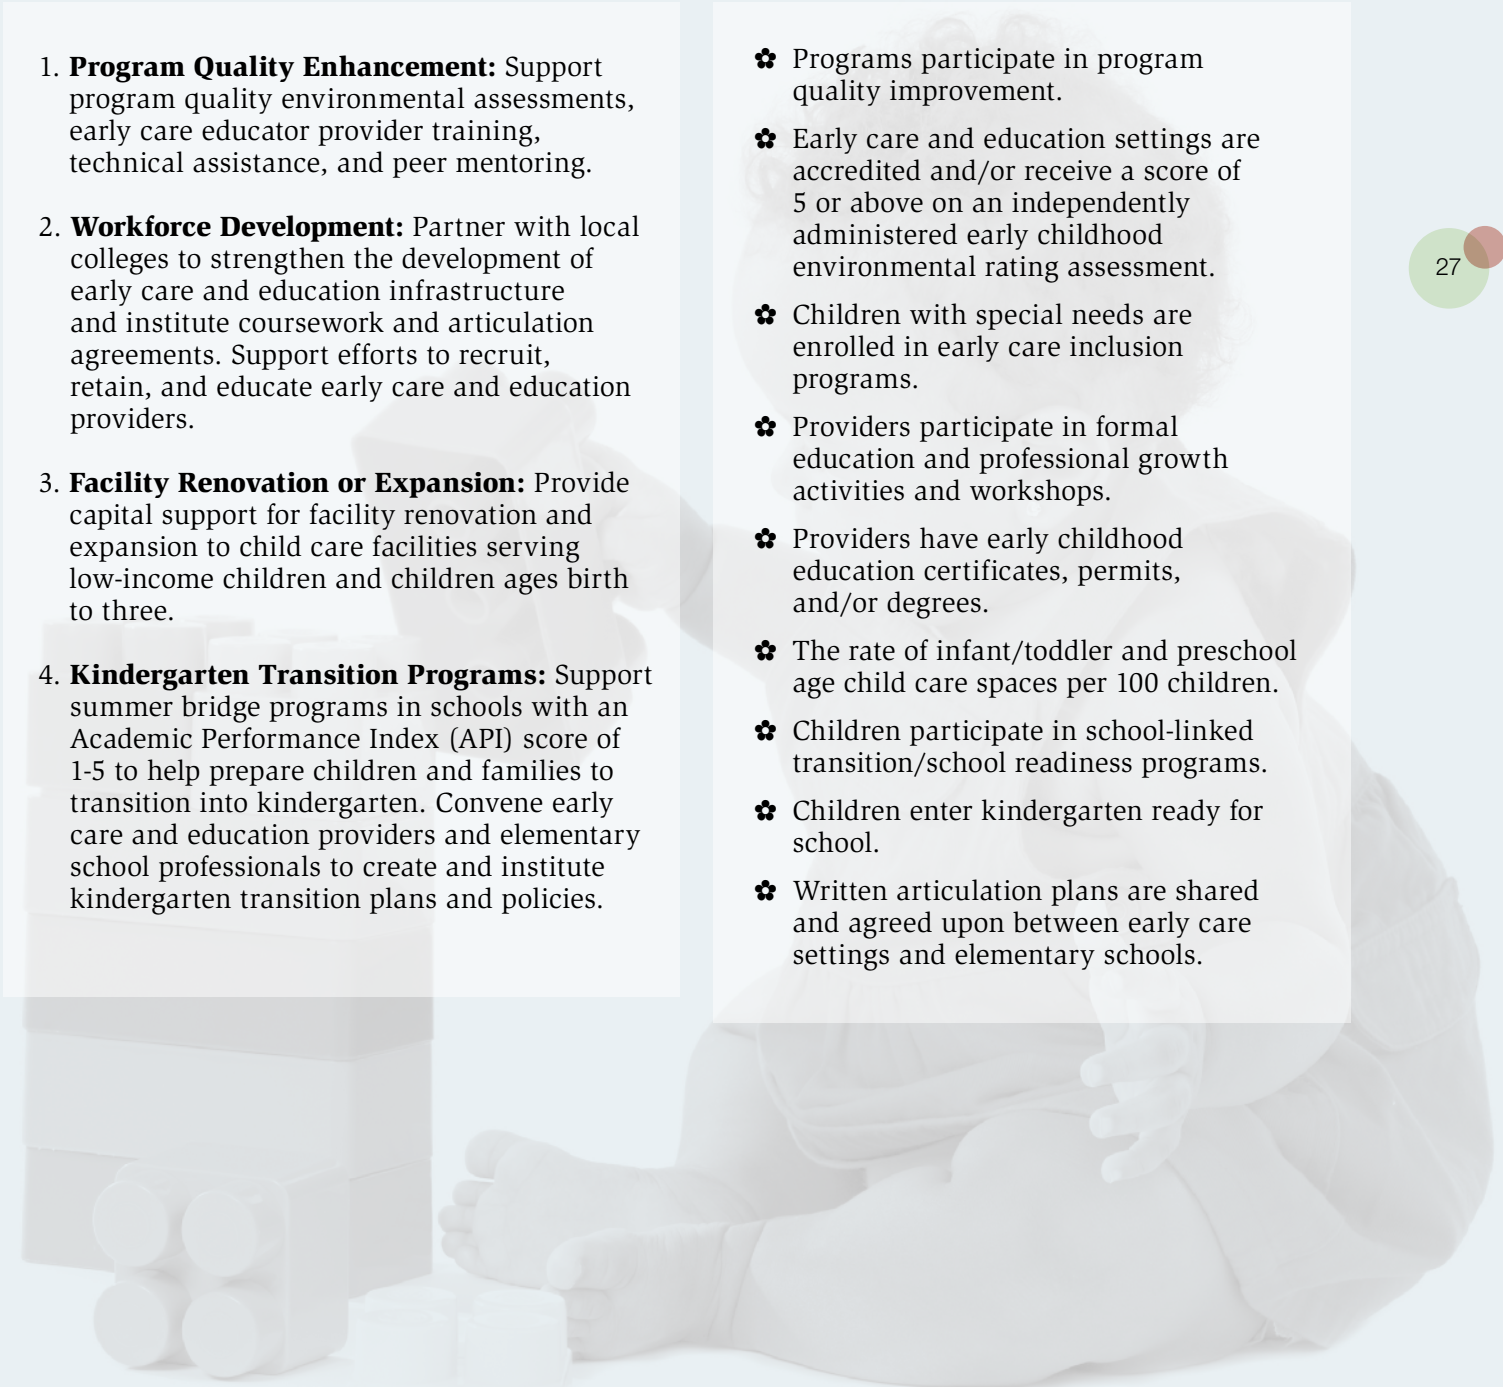 1. Program Quality Enhancement: Support
program quality environmental assessments,
early care educator provider training,
technical assistance, and peer mentoring.
2. Workforce Development: Partner with local
colleges to strengthen the development of
early care and education infrastructure
and institute coursework and articulation
agreements. Support efforts to recruit,
retain, and educate early care and education
providers.
3. Facility Renovation or Expansion: Provide
capital support for facility renovation and
expansion to child care facilities serving
low-income children and children ages birth
to three.
4. Kindergarten Transition Programs: Support
summer bridge programs in schools with an
Academic Performance Index (API) score of
1-5 to help prepare children and families to
transition into kindergarten. Convene early
care and education providers and elementary
school professionals to create and institute
kindergarten transition plans and policies.
✿ Programs participate in program
quality improvement.
✿ Early care and education settings are
accredited and/or receive a score of
5 or above on an independently
administered early childhood
environmental rating assessment.
✿ Children with special needs are
enrolled in early care inclusion
programs.
✿ Providers participate in formal
education and professional growth
activities and workshops.
✿ Providers have early childhood
education certificates, permits,
and/or degrees.
✿ The rate of infant/toddler and preschool
age child care spaces per 100 children.
✿ Children participate in school-linked
transition/school readiness programs.
✿ Children enter kindergarten ready for
school.
✿ Written articulation plans are shared
and agreed upon between early care
settings and elementary schools.
27